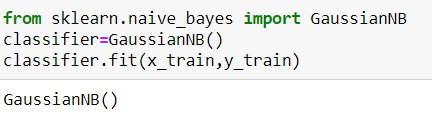 from sklearn.naive_bayes import GaussianNB
classifier=GaussianNB()
classifier.fit(x_train,y_train)
GaussianNB()